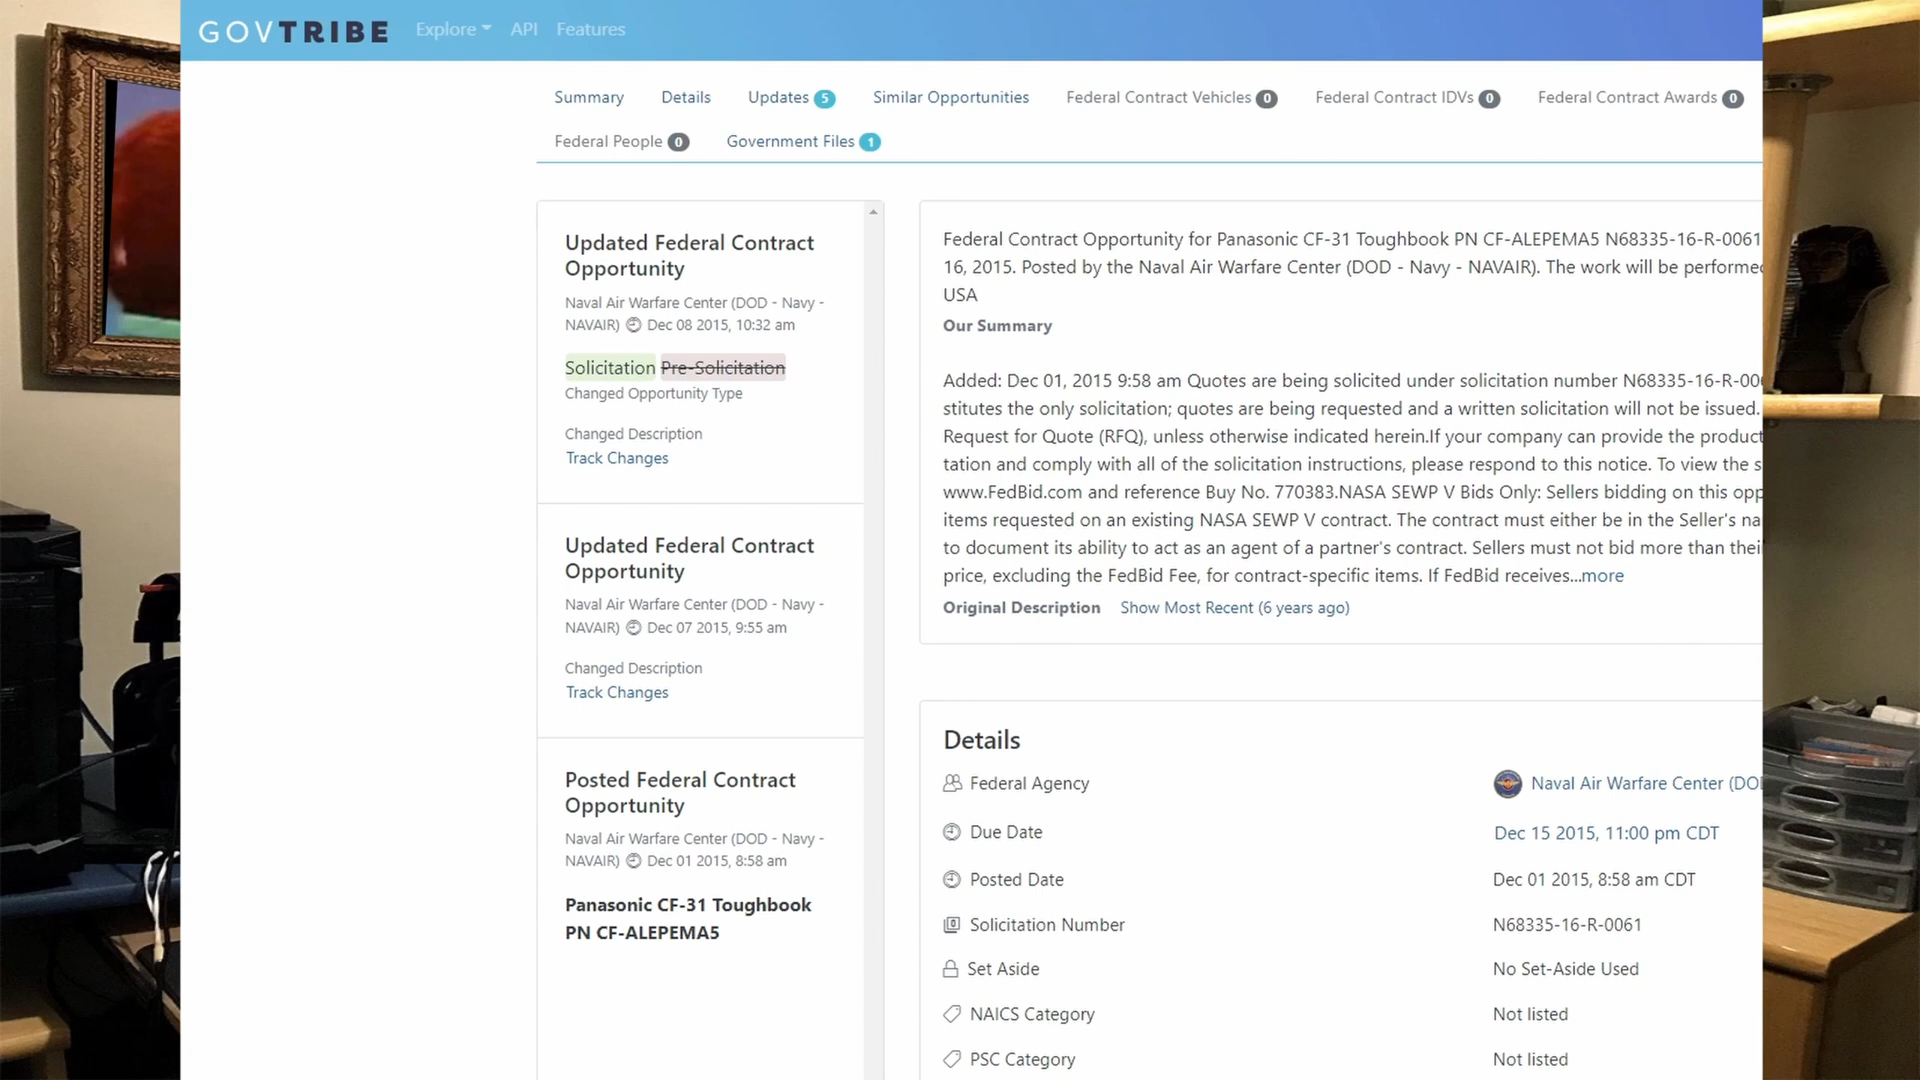 GOVTRIBE Explore API Features
Summary Details Updates 5 Similar Opportunities Federal Contract Vehicles 0 Federal Contract IDVs 0 Federal Contract Awards 0
Federal People 0 Government Files 1
Updated Federal Contract
Opportunity
Naval Air Warfare Center (DOD - Navy -
NAVAIR) Dec 08 2015, 10:32 am
Solicitation Pre-Solicitation
Changed Opportunity Type
Changed Description
Track Changes
Updated Federal Contract
Opportunity
Naval Air Warfare Center (DOD - Navy -
NAVAIR) Dec 07 2015, 9:55 am
Changed Description
Track Changes
Posted Federal Contract
Opportunity
Naval Air Warfare Center (DOD - Navy -
NAVAIR) Dec 01 2015, 8:58 am
Panasonic CF-31 Toughbook
PN CF-ALEPEMA5
Federal Contract Opportunity for Panasonic CF-31 Toughbook PN CF-ALEPEMA5 N68335-16-R-0061
16, 2015. Posted by the Naval Air Warfare Center (DOD - Navy - NAVAIR). The work will be performed
USA
Our Summary
Added: Dec 01, 2015 9:58 am Quotes are being solicited under solicitation number N68335-16-R-00
stitutes the only solicitation; quotes are being requested and a written solicitation will not be issued.
Request for Quote (RFQ), unless otherwise indicated herein.If your company can provide the product
tation and comply with all of the solicitation instructions, please respond to this notice. To view the s
www.FedBid.com and reference Buy No. 770383.NASA SEWP V Bids Only: Sellers bidding on this opp
items requested on an existing NASA SEWP V contract. The contract must either be in the Seller's na
to document its ability to act as an agent of a partner's contract. Sellers must not bid more than thei
price, excluding the FedBid Fee, for contract-specific items. If FedBid receives...more
Original Description Show Most Recent (6 years ago)
Details
Federal Agency Naval Air Warfare Center (DO
Due Date Dec 15 2015, 11:00 pm CDT
Posted Date Dec 01 2015, 8:58 am CDT
Solicitation Number N68335-16-R-0061
Set Aside No Set-Aside Used
NAICS Category Not listed
PSC Category Not listed